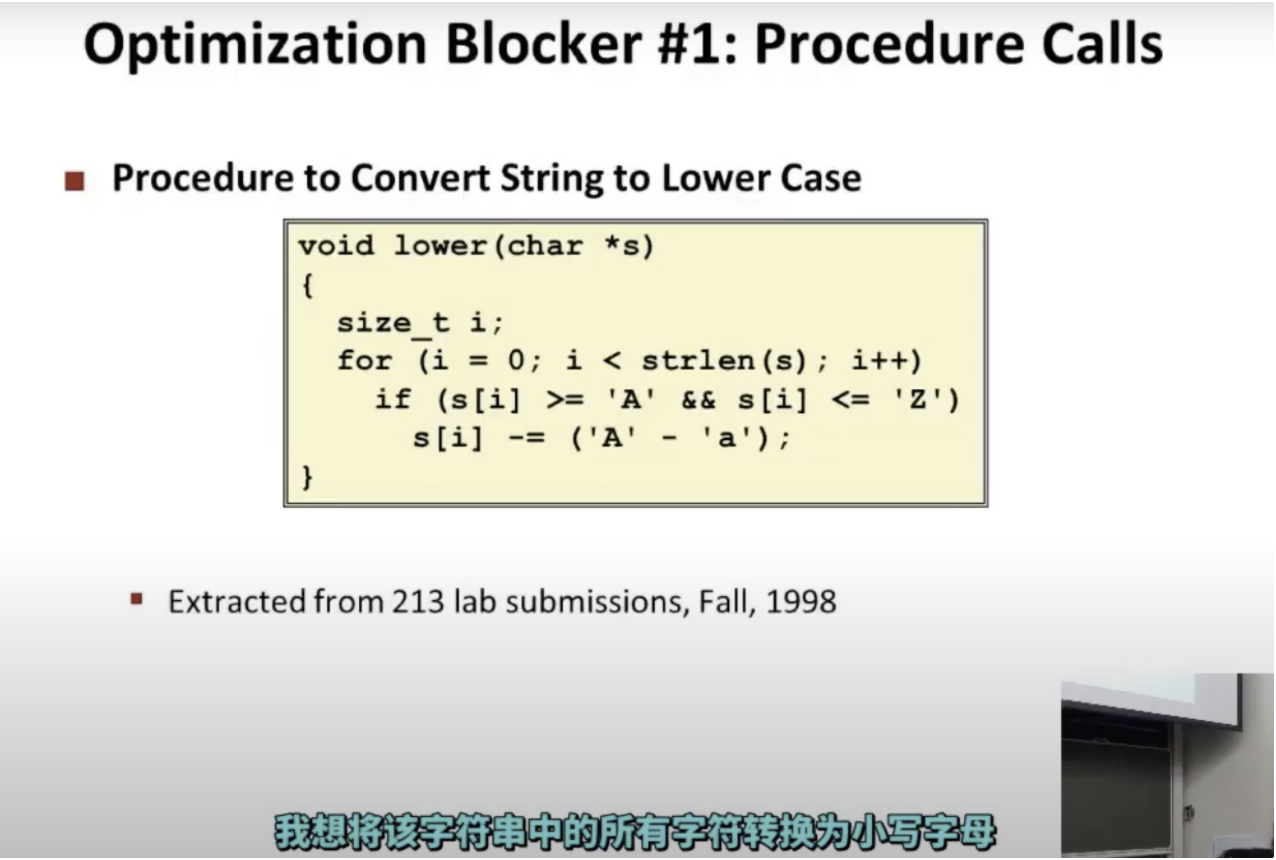 Optimization Blocker #1: Procedure Calls
■ Procedure to Convert String to Lower Case
void lower(char *s)
{
  size_t i;
  for (i = 0; i < strlen(s); i++)
    if (s[i] >= 'A' && s[i] <= 'Z')
      s[i] -= ('A' - 'a');
}
▪ Extracted from 213 lab submissions, Fall, 1998
我想将该字符串中的所有字符转换为小写字母